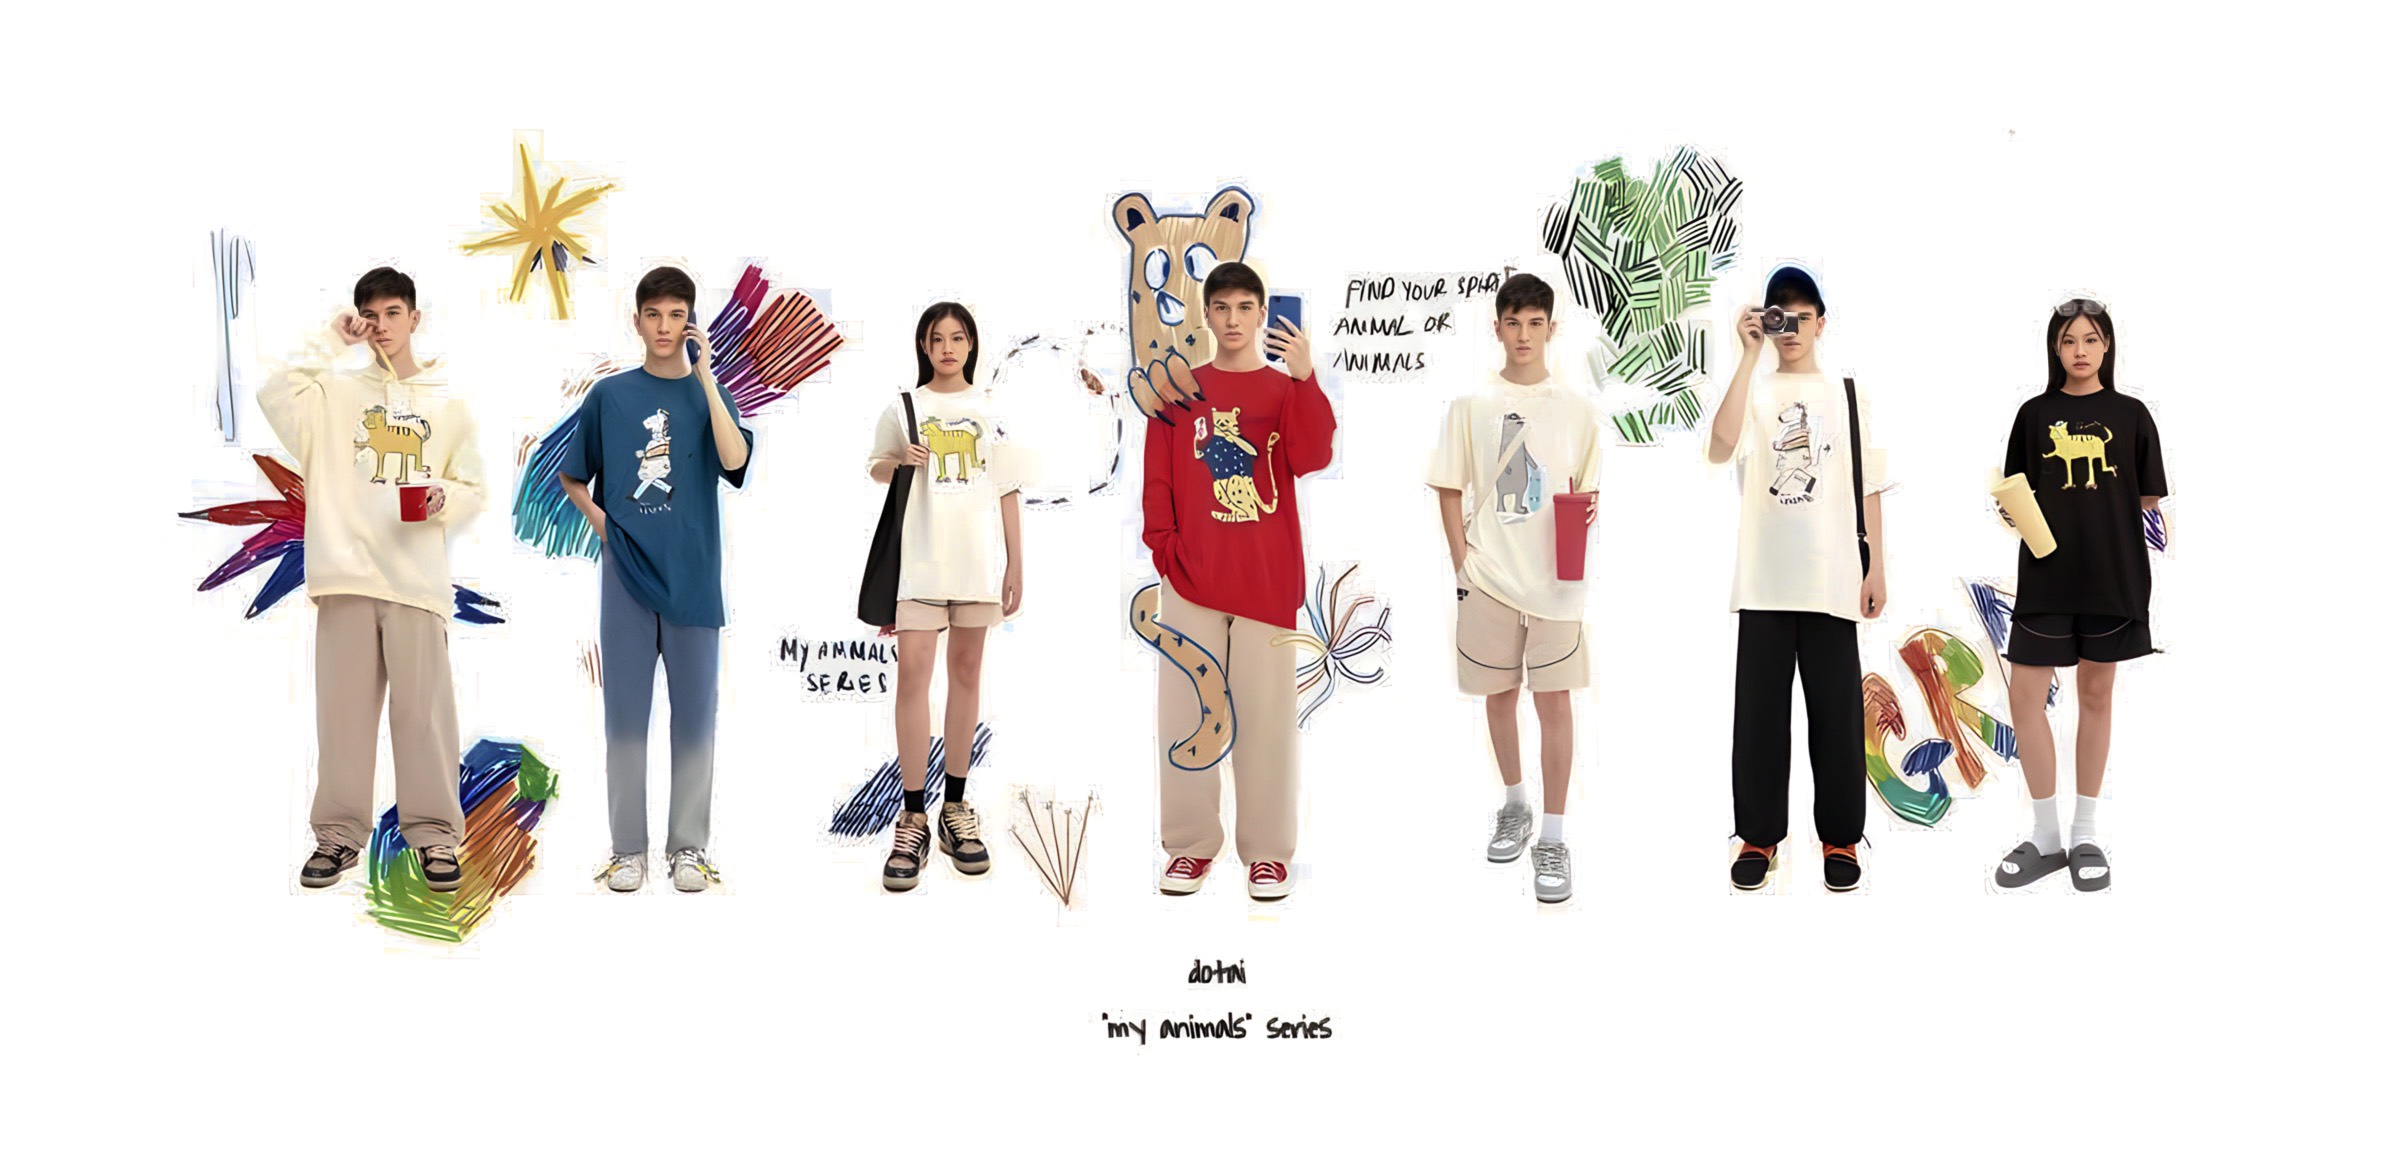 FIND YOUR SPIRIT
ANIMAL OR
ANIMALS
MY ANIMALS
SERIES
dotni
"my animals" series